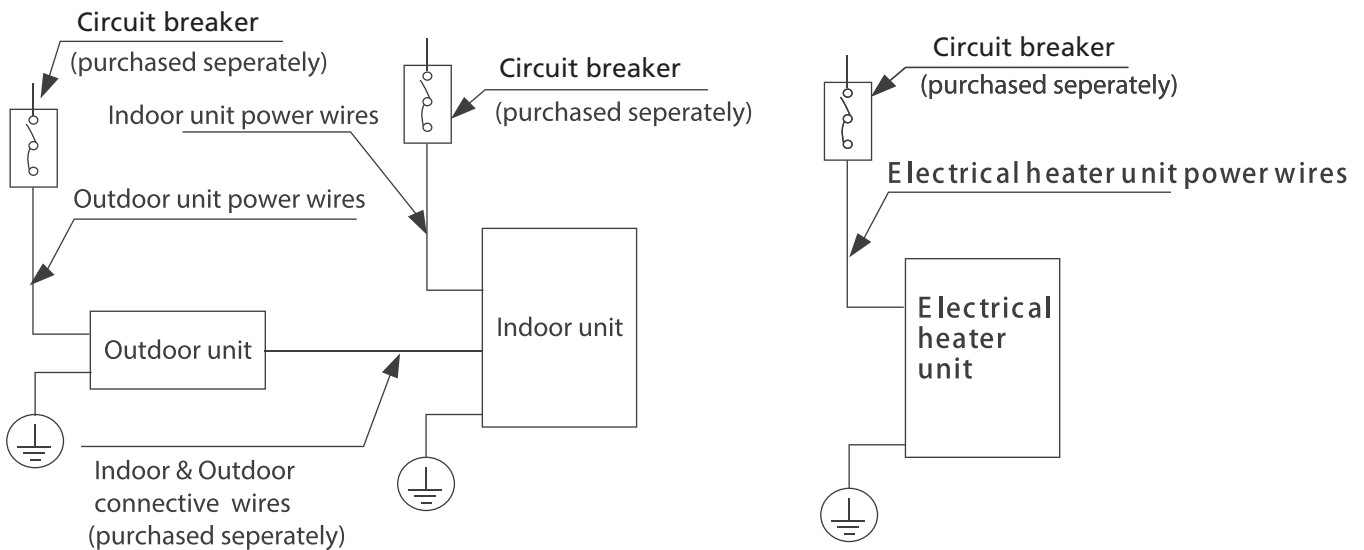 Circuit breaker
(purchased seperately)
Indoor unit power wires
Outdoor unit power wires
Circuit breaker
(purchased seperately)
Outdoor unit
Indoor unit
Indoor & Outdoor
connective wires
(purchased seperately)
Circuit breaker
(purchased seperately)
Electrical heater unit power wires
Electrical
heater
unit